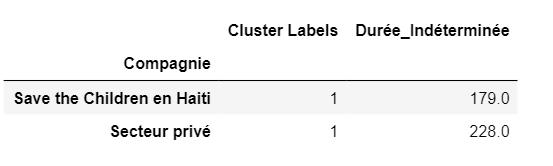 Cluster Labels Durée_Indéterminée
Compagnie
Save the Children en Haiti 1 179.0
Secteur privé 1 228.0